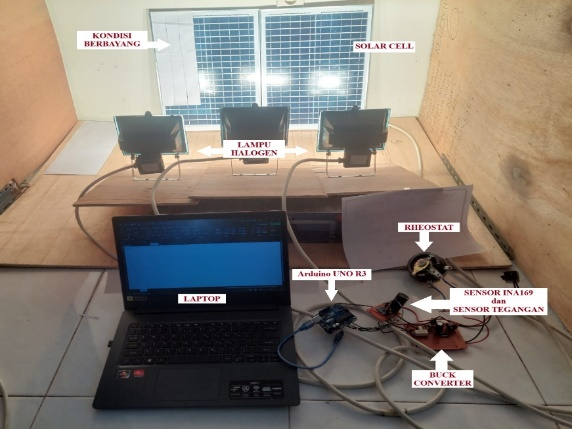 KONDISI
BERBAYANG
SOLAR CELL
LAMPU
HALOGEN
RHEOSTAT
Arduino UNO R3
SENSOR INA169
dan
SENSOR TEGANGAN
LAPTOP
BUCK
CONVERTER